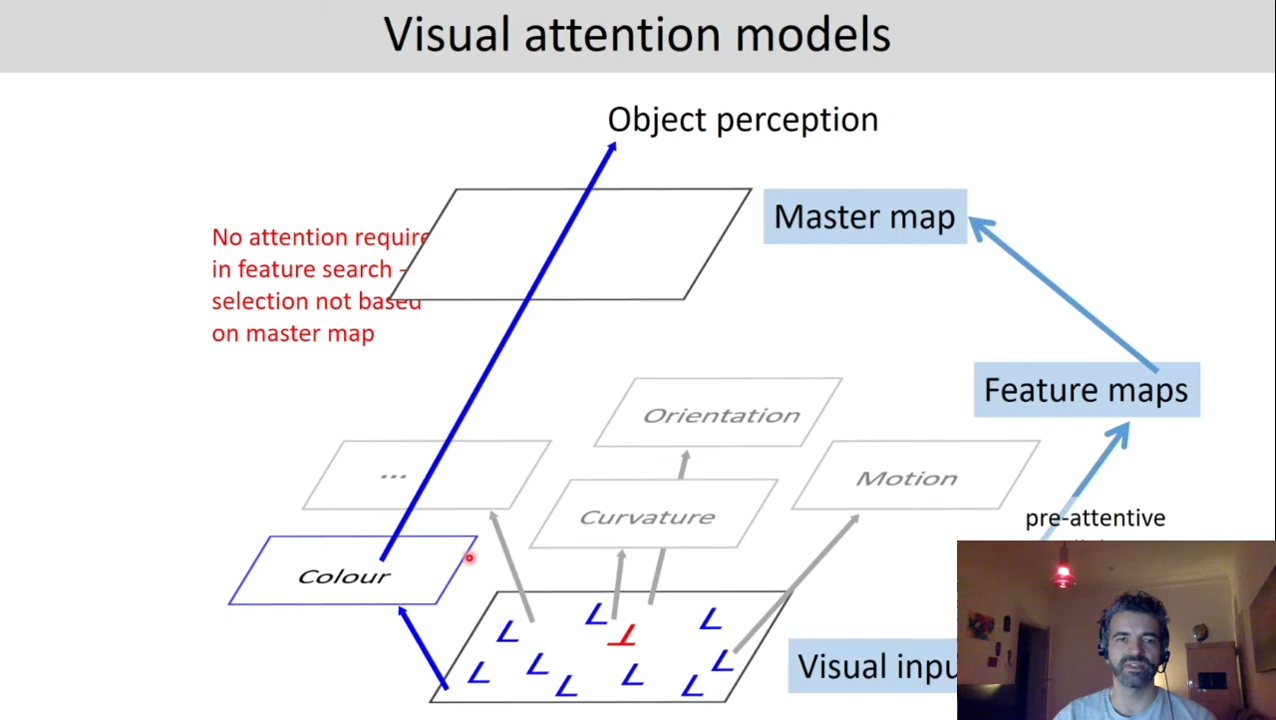 Visual attention models
Object perception
Master map
No attention require
in feature search -
selection not based
on master map
Feature maps
Orientation
...
Motion
Curvature
pre-attentive
Colour
L L L
T
L L L L L
L L
Visual inpu